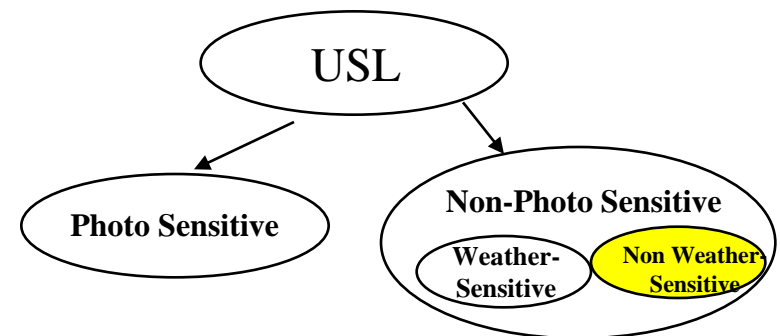 USL
Photo Sensitive
Non-Photo Sensitive
Weather-
Sensitive
Non Weather-
Sensitive